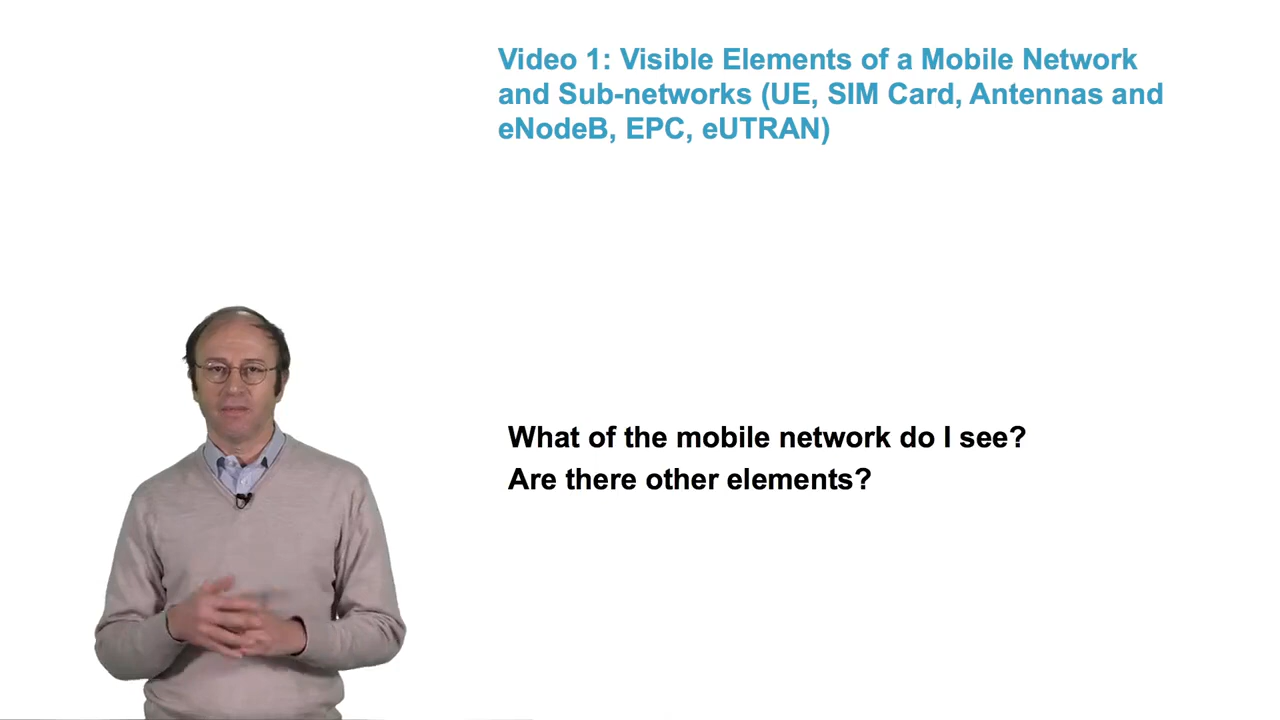 Video 1: Visible Elements of a Mobile Network
and Sub-networks (UE, SIM Card, Antennas and
eNodeB, EPC, eUTRAN)
What of the mobile network do I see?
Are there other elements?